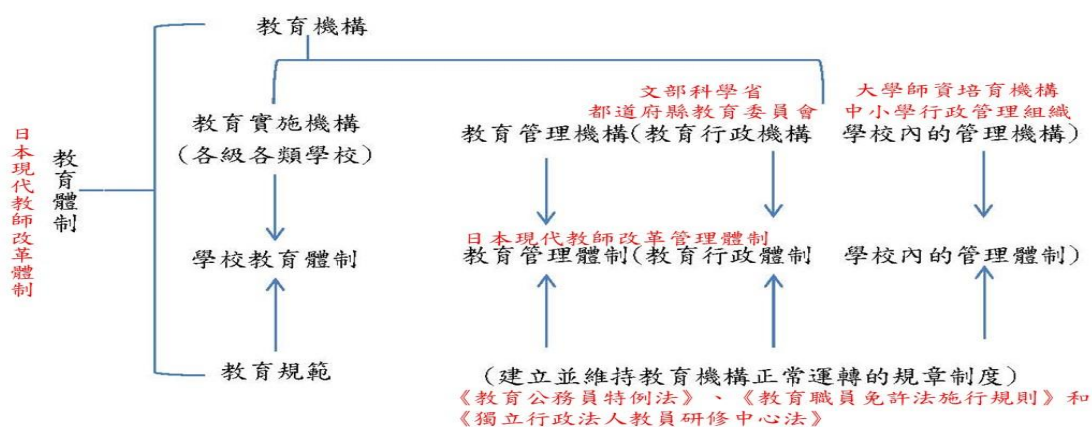 教育機構
文部科學省
都道府縣教育委員會
大學師資培育機構
中小學行政管理組織
教育實施機構
(各級各類學校)
教育管理機構(教育行政機構
學校內的管理機構)
日本現代教師改革體制
教育體制
日本現代教師改革管理體制
學校教育體制
教育管理體制(教育行政體制
學校內的管理體制)
教育規範
(建立並維持教育機構正常運轉的規章制度)
《教育公務員特例法》、《教育職員免許法施行規則》和
《獨立行政法人教員研修中心法》